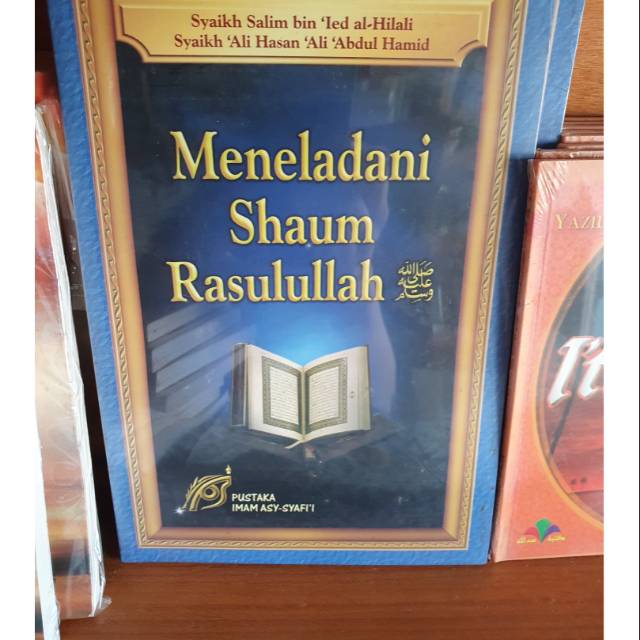 Syaikh Salim bin 'Ied al-Hilali
Syaikh 'Ali Hasan 'Ali 'Abdul Hamid
Meneladani
Shaum
Rasulullah ﷺ
PUSTAKA
IMAM ASY-SYAFI'I